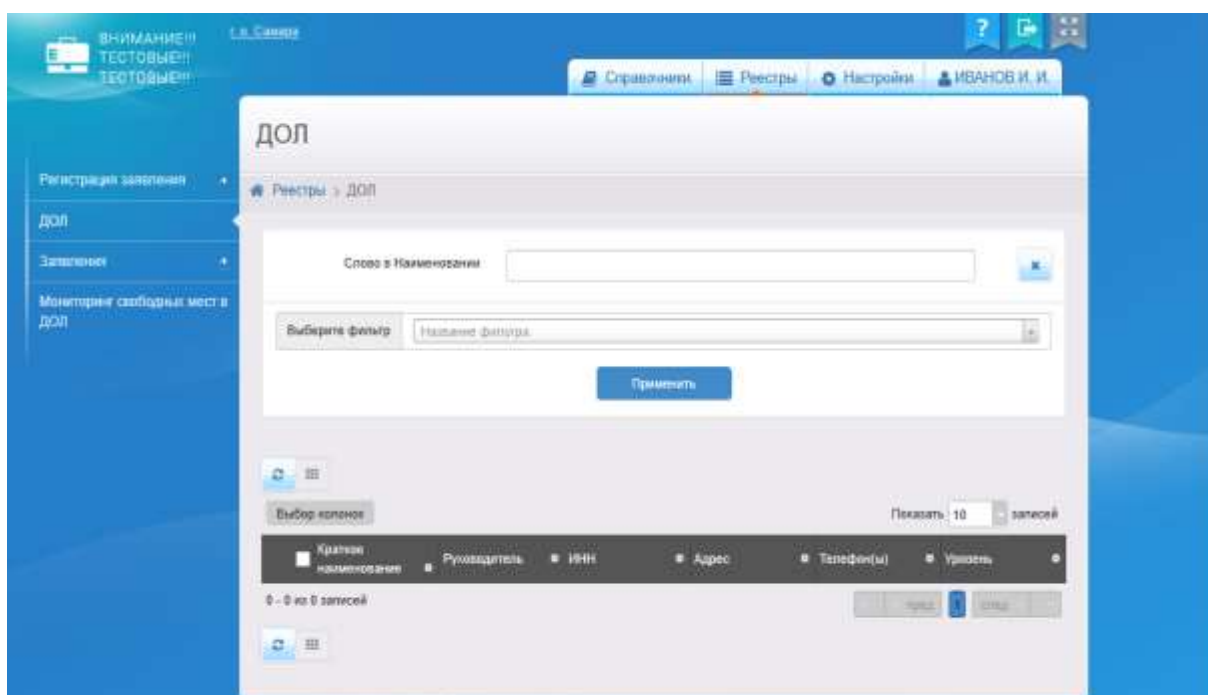 ВНИМАНИЕ!!!
ТЕСТОВЫЕ!!!
ТЕСТОВЫЕ!!!
г.о. Самара
?
Справочники
Реестры
Настройки
ИВАНОВ И. И.
ДОЛ
Реестры > ДОЛ
Регистрация заявления
ДОЛ
Заявления
Мониторинг свободных мест в
ДОЛ
Слово в Наименовании
Выберите фильтр
Название фильтра
Применить
Выбор колонок
Показать 10 записей
Краткое
наименование
Руководитель
ИНН
Адрес
Телефон(ы)
Уровень
0 - 0 из 0 записей
пред.
1
след.